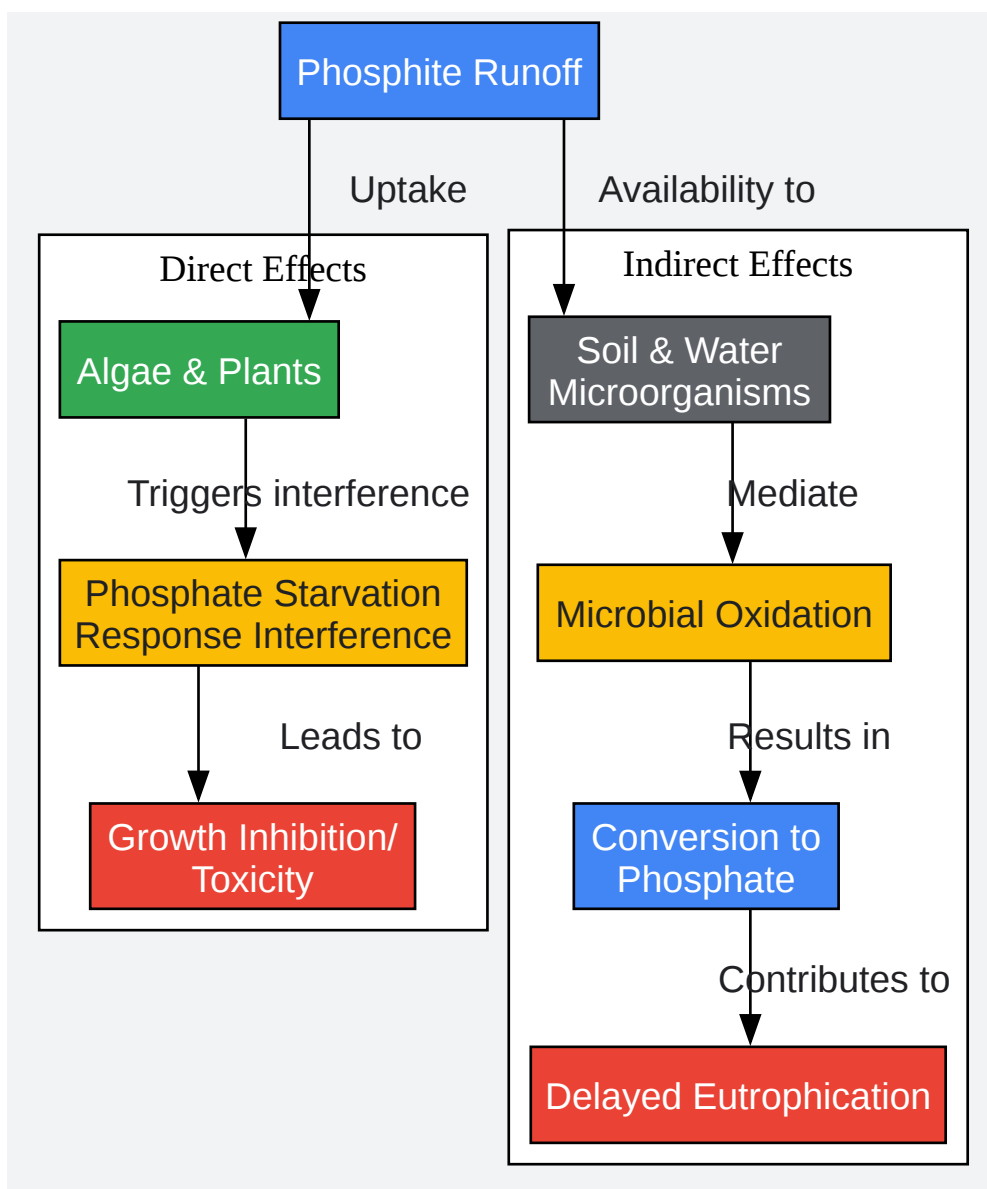 Phosphite Runoff
Uptake
Availability to
Direct Effects
Indirect Effects
Algae & Plants
Soil & Water
Microorganisms
Triggers interference
Mediate
Phosphate Starvation
Response Interference
Microbial Oxidation
Leads to
Results in
Growth Inhibition/
Toxicity
Conversion to
Phosphate
Contributes to
Delayed Eutrophication